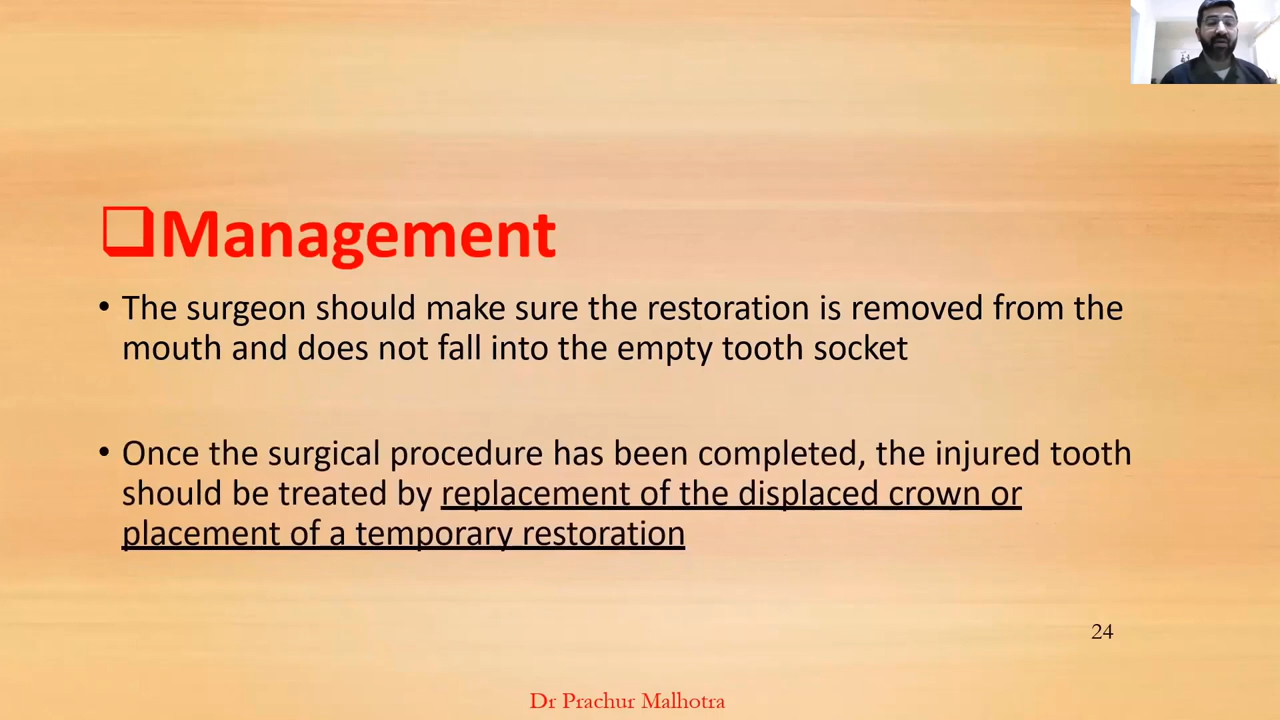 ❑Management
• The surgeon should make sure the restoration is removed from the
mouth and does not fall into the empty tooth socket
• Once the surgical procedure has been completed, the injured tooth
should be treated by replacement of the displaced crown or
placement of a temporary restoration
24
Dr Prachur Malhotra